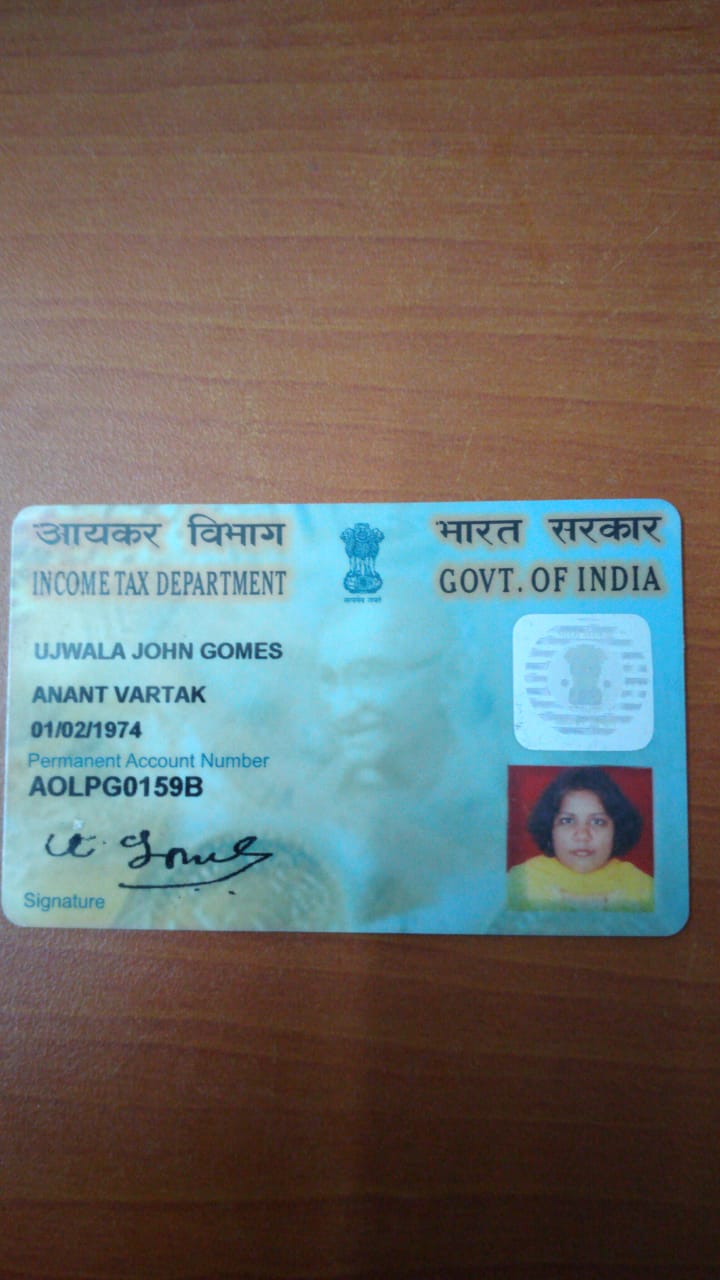 आयकर विभाग
INCOME TAX DEPARTMENT
भारत सरकार
GOVT. OF INDIA
UJWALA JOHN GOMES
ANANT VARTAK
01/02/1974
Permanent Account Number
AOLPG0159B
U. Gomes
Signature